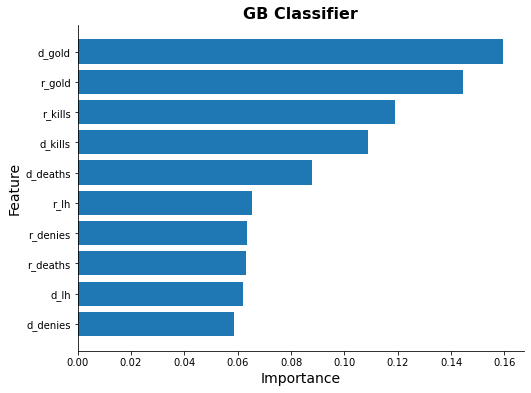 GB Classifier
Feature
d_gold
r_gold
r_kills
d_kills
d_deaths
r_lh
r_denies
r_deaths
d_lh
d_denies
0.00 0.02 0.04 0.06 0.08 0.10 0.12 0.14 0.16
Importance